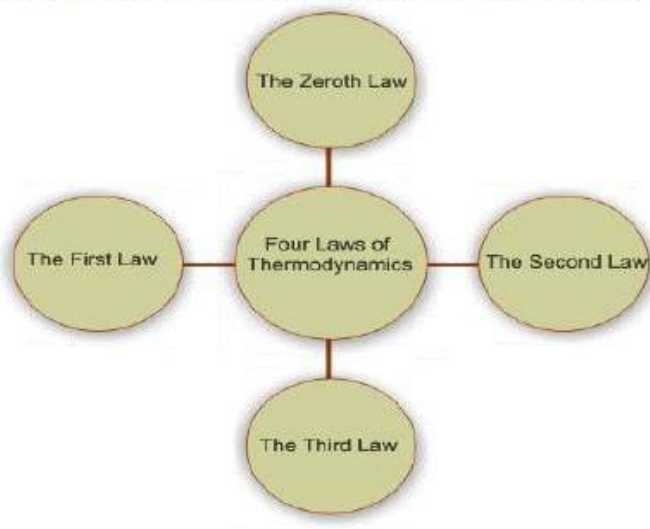 The Zeroth Law
The First Law
Four Laws of
Thermodynamics
The Second Law
The Third Law